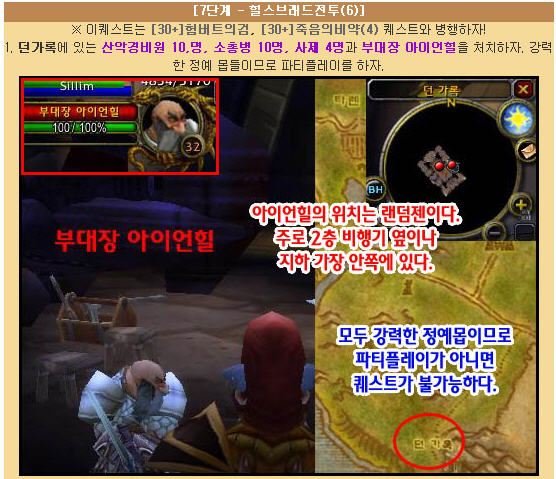 [7단계 - 힐스브래드전투(6)]
※ 이퀘스트는 [30+]험버트의검, [30+]죽음의비약(4) 퀘스트와 병행하자!
1. 던가록에 있는 산악경비원 10명, 소총병 10명, 사제 4명과 부대장 아이언힐을 처치하자. 강력
한 정예 몹들이므로 파티플레이를 하자.
Sillim
부대장 아이언힐
100/100%
32
던 가록
N
BH
아이언힐의 위치는 랜덤젠이다.
주로 2층 비행기 옆이나
지하 가장 안쪽에 있다.
부대장 아이언힐
모두 강력한 정예몹이므로
파티플레이가 아니면
퀘스트가 불가능하다.
던 가록